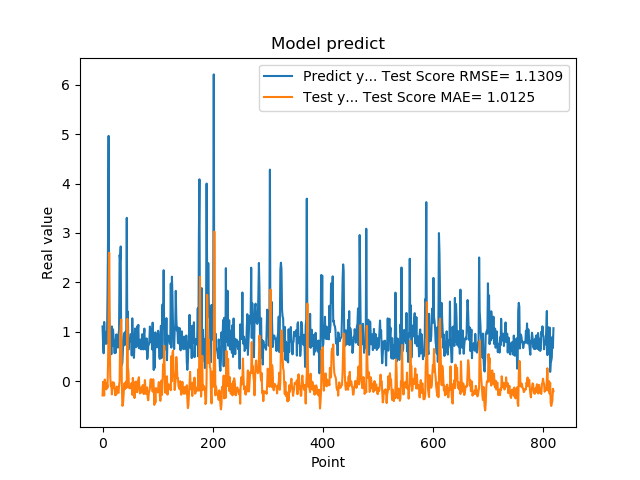 Model predict
Predict y... Test Score RMSE= 1.1309
Test y... Test Score MAE= 1.0125
6
5
4
3
2
1
0
Real value
0 200 400 600 800
Point